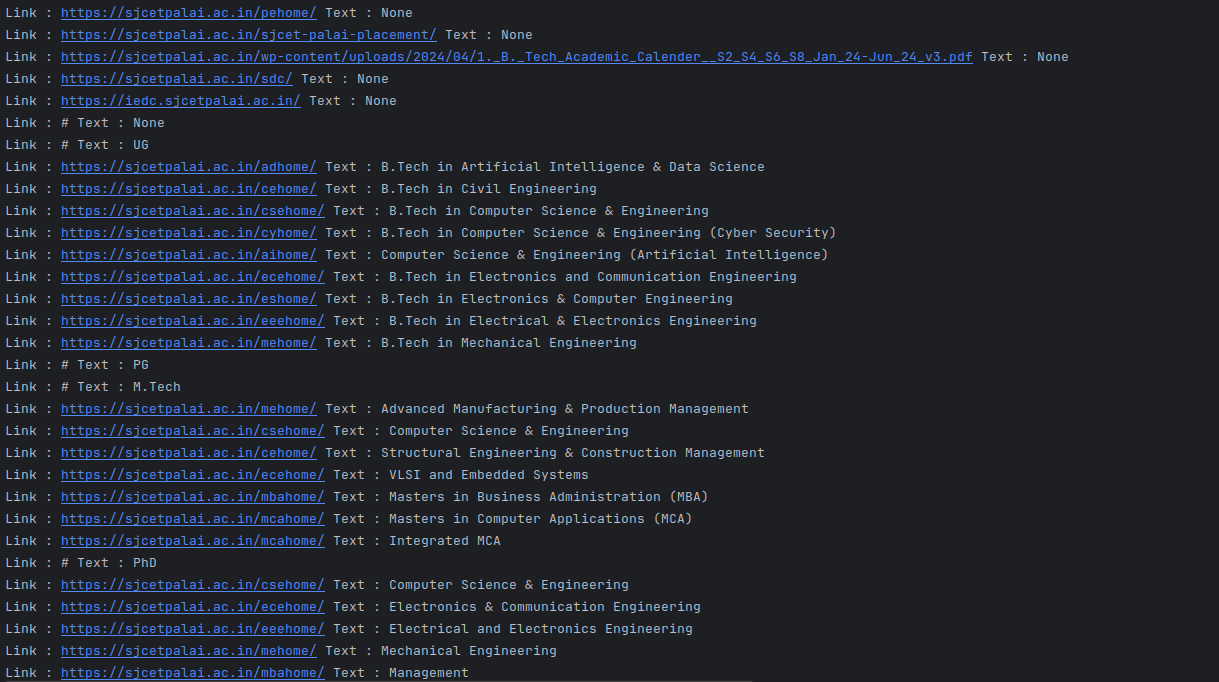 Link : https://sjcetpalai.ac.in/pehome/ Text : None
Link : https://sjcetpalai.ac.in/sjcet-palai-placement/ Text : None
Link : https://sjcetpalai.ac.in/wp-content/uploads/2024/04/1._B._Tech_Academic_Calender__S2_S4_S6_S8_Jan_24-Jun_24_v3.pdf Text : None
Link : https://sjcetpalai.ac.in/sdc/ Text : None
Link : https://iedc.sjcetpalai.ac.in/ Text : None
Link : # Text : None
Link : # Text : UG
Link : https://sjcetpalai.ac.in/adhome/ Text : B.Tech in Artificial Intelligence & Data Science
Link : https://sjcetpalai.ac.in/cehome/ Text : B.Tech in Civil Engineering
Link : https://sjcetpalai.ac.in/csehome/ Text : B.Tech in Computer Science & Engineering
Link : https://sjcetpalai.ac.in/cyhome/ Text : B.Tech in Computer Science & Engineering (Cyber Security)
Link : https://sjcetpalai.ac.in/aihome/ Text : Computer Science & Engineering (Artificial Intelligence)
Link : https://sjcetpalai.ac.in/ecehome/ Text : B.Tech in Electronics and Communication Engineering
Link : https://sjcetpalai.ac.in/eshome/ Text : B.Tech in Electronics & Computer Engineering
Link : https://sjcetpalai.ac.in/eeehome/ Text : B.Tech in Electrical & Electronics Engineering
Link : https://sjcetpalai.ac.in/mehome/ Text : B.Tech in Mechanical Engineering
Link : # Text : PG
Link : # Text : M.Tech
Link : https://sjcetpalai.ac.in/mehome/ Text : Advanced Manufacturing & Production Management
Link : https://sjcetpalai.ac.in/csehome/ Text : Computer Science & Engineering
Link : https://sjcetpalai.ac.in/cehome/ Text : Structural Engineering & Construction Management
Link : https://sjcetpalai.ac.in/ecehome/ Text : VLSI and Embedded Systems
Link : https://sjcetpalai.ac.in/mbahome/ Text : Masters in Business Administration (MBA)
Link : https://sjcetpalai.ac.in/mcahome/ Text : Masters in Computer Applications (MCA)
Link : https://sjcetpalai.ac.in/mcahome/ Text : Integrated MCA
Link : # Text : PhD
Link : https://sjcetpalai.ac.in/csehome/ Text : Computer Science & Engineering
Link : https://sjcetpalai.ac.in/ecehome/ Text : Electronics & Communication Engineering
Link : https://sjcetpalai.ac.in/eeehome/ Text : Electrical and Electronics Engineering
Link : https://sjcetpalai.ac.in/mehome/ Text : Mechanical Engineering
Link : https://sjcetpalai.ac.in/mbahome/ Text : Management